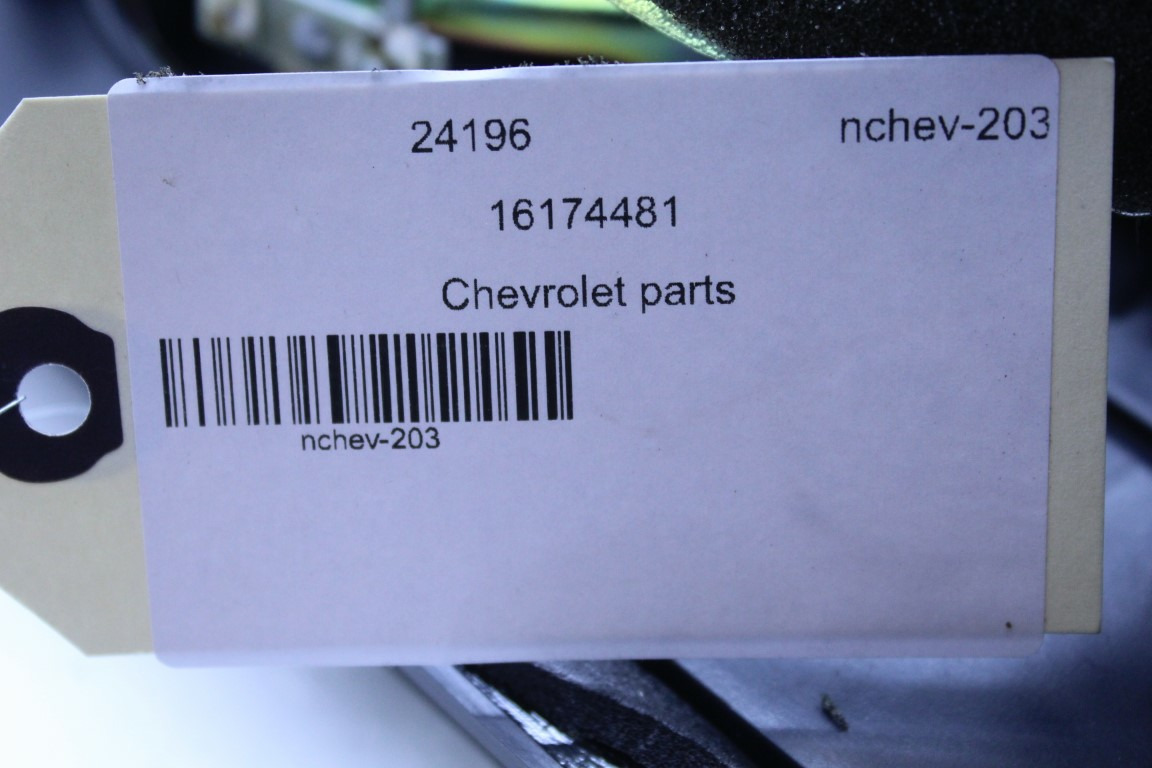 24196 nchev-203
16174481
Chevrolet parts
nchev-203